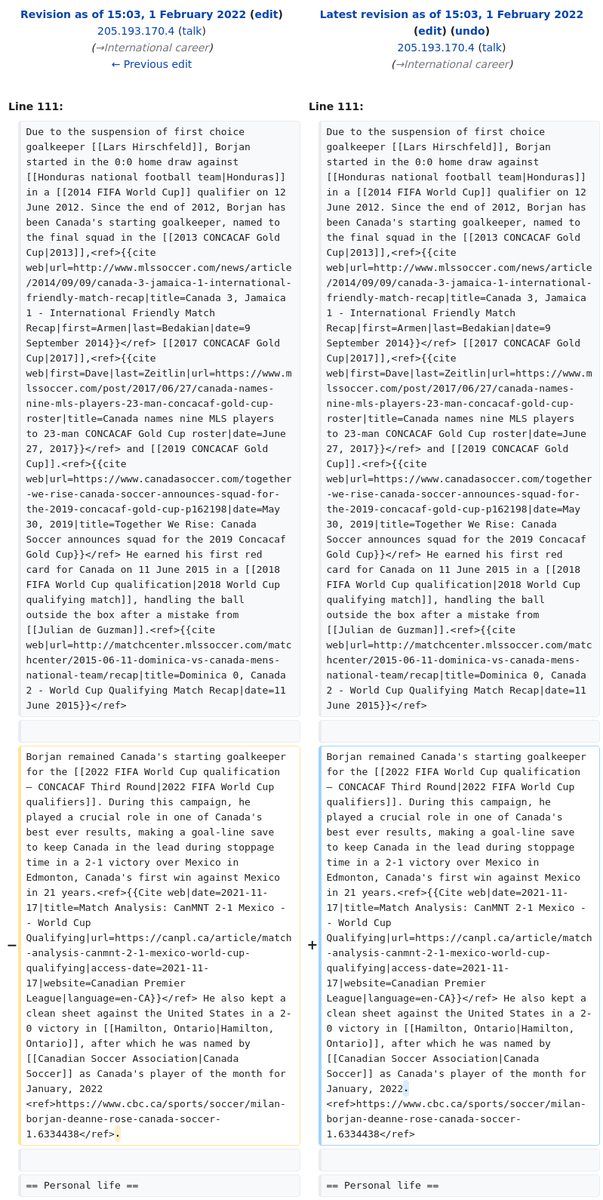 Revision as of 15:03, 1 February 2022 (edit)
205.193.170.4 (talk)
(→International career)
← Previous edit
Latest revision as of 15:03, 1 February 2022
(edit) (undo)
205.193.170.4 (talk)
(→International career)
Line 111:
Line 111:
Due to the suspension of first choice
goalkeeper [[Lars Hirschfeld]], Borjan
started in the 0:0 home draw against
[[Honduras national football team|Honduras]]
in a [[2014 FIFA World Cup]] qualifier on 12
June 2012. Since the end of 2012, Borjan has
been Canada's starting goalkeeper, named to
the final squad in the [[2013 CONCACAF Gold
Cup|2013]],<ref>{{cite
web|url=http://www.mlssoccer.com/news/article
/2014/09/09/canada-3-jamaica-1-international-
friendly-match-recap|title=Canada 3, Jamaica
1 - International Friendly Match
Recap|first=Armen|last=Bedakian|date=9
September 2014}}</ref> [[2017 CONCACAF Gold
Cup|2017]],<ref>{{cite
web|first=Dave|last=Zeitlin|url=https://www.m
lssoccer.com/post/2017/06/27/canada-names-
nine-mls-players-23-man-concacaf-gold-cup-
roster|title=Canada names nine MLS players
to 23-man CONCACAF Gold Cup roster|date=June
27, 2017}}</ref> and [[2019 CONCACAF Gold
Cup]].<ref>{{cite
web|url=https://www.canadasoccer.com/together
-we-rise-canada-soccer-announces-squad-for-
the-2019-concacaf-gold-cup-p162198|date=May
30, 2019|title=Together We Rise: Canada
Soccer announces squad for the 2019 Concacaf
Gold Cup}}</ref> He earned his first red
card for Canada on 11 June 2015 in a [[2018
FIFA World Cup qualification|2018 World Cup
qualifying match]], handling the ball
outside the box after a mistake from
[[Julian de Guzman]].<ref>{{cite
web|url=http://matchcenter.mlssoccer.com/matc
hcenter/2015-06-11-dominica-vs-canada-mens-
national-team/recap|title=Dominica 0, Canada
2 - World Cup Qualifying Match Recap|date=11
June 2015}}</ref>
Due to the suspension of first choice
goalkeeper [[Lars Hirschfeld]], Borjan
started in the 0:0 home draw against
[[Honduras national football team|Honduras]]
in a [[2014 FIFA World Cup]] qualifier on 12
June 2012. Since the end of 2012, Borjan has
been Canada's starting goalkeeper, named to
the final squad in the [[2013 CONCACAF Gold
Cup|2013]],<ref>{{cite
web|url=http://www.mlssoccer.com/news/article
/2014/09/09/canada-3-jamaica-1-international-
friendly-match-recap|title=Canada 3, Jamaica
1 - International Friendly Match
Recap|first=Armen|last=Bedakian|date=9
September 2014}}</ref> [[2017 CONCACAF Gold
Cup|2017]],<ref>{{cite
web|first=Dave|last=Zeitlin|url=https://www.m
lssoccer.com/post/2017/06/27/canada-names-
nine-mls-players-23-man-concacaf-gold-cup-
roster|title=Canada names nine MLS players
to 23-man CONCACAF Gold Cup roster|date=June
27, 2017}}</ref> and [[2019 CONCACAF Gold
Cup]].<ref>{{cite
web|url=https://www.canadasoccer.com/together
-we-rise-canada-soccer-announces-squad-for-
the-2019-concacaf-gold-cup-p162198|date=May
30, 2019|title=Together We Rise: Canada
Soccer announces squad for the 2019 Concacaf
Gold Cup}}</ref> He earned his first red
card for Canada on 11 June 2015 in a [[2018
FIFA World Cup qualification|2018 World Cup
qualifying match]], handling the ball
outside the box after a mistake from
[[Julian de Guzman]].<ref>{{cite
web|url=http://matchcenter.mlssoccer.com/matc
hcenter/2015-06-11-dominica-vs-canada-mens-
national-team/recap|title=Dominica 0, Canada
2 - World Cup Qualifying Match Recap|date=11
June 2015}}</ref>
−
Borjan remained Canada's starting goalkeeper
for the [[2022 FIFA World Cup qualification
– CONCACAF Third Round|2022 FIFA World Cup
qualifiers]]. During this campaign, he
played a crucial role in one of Canada's
best ever results, making a goal-line save
to keep Canada in the lead during stoppage
time in a 2-1 victory over Mexico in
Edmonton, Canada's first win against Mexico
in 21 years.<ref>{{Cite web|date=2021-11-
17|title=Match Analysis: CanMNT 2-1 Mexico -
- World Cup
Qualifying|url=https://canpl.ca/article/match
-analysis-canmnt-2-1-mexico-world-cup-
qualifying|access-date=2021-11-
17|website=Canadian Premier
League|language=en-CA}}</ref> He also kept a
clean sheet against the United States in a 2-
0 victory in [[Hamilton, Ontario|Hamilton,
Ontario]], after which he was named by
[[Canadian Soccer Association|Canada
Soccer]] as Canada's player of the month for
January, 2022
<ref>https://www.cbc.ca/sports/soccer/milan-
borjan-deanne-rose-canada-soccer-
1.6334438</ref>.
+
Borjan remained Canada's starting goalkeeper
for the [[2022 FIFA World Cup qualification
– CONCACAF Third Round|2022 FIFA World Cup
qualifiers]]. During this campaign, he
played a crucial role in one of Canada's
best ever results, making a goal-line save
to keep Canada in the lead during stoppage
time in a 2-1 victory over Mexico in
Edmonton, Canada's first win against Mexico
in 21 years.<ref>{{Cite web|date=2021-11-
17|title=Match Analysis: CanMNT 2-1 Mexico -
- World Cup
Qualifying|url=https://canpl.ca/article/match
-analysis-canmnt-2-1-mexico-world-cup-
qualifying|access-date=2021-11-
17|website=Canadian Premier
League|language=en-CA}}</ref> He also kept a
clean sheet against the United States in a 2-
0 victory in [[Hamilton, Ontario|Hamilton,
Ontario]], after which he was named by
[[Canadian Soccer Association|Canada
Soccer]] as Canada's player of the month for
January, 2022.
<ref>https://www.cbc.ca/sports/soccer/milan-
borjan-deanne-rose-canada-soccer-
1.6334438</ref>
== Personal life ==
== Personal life ==